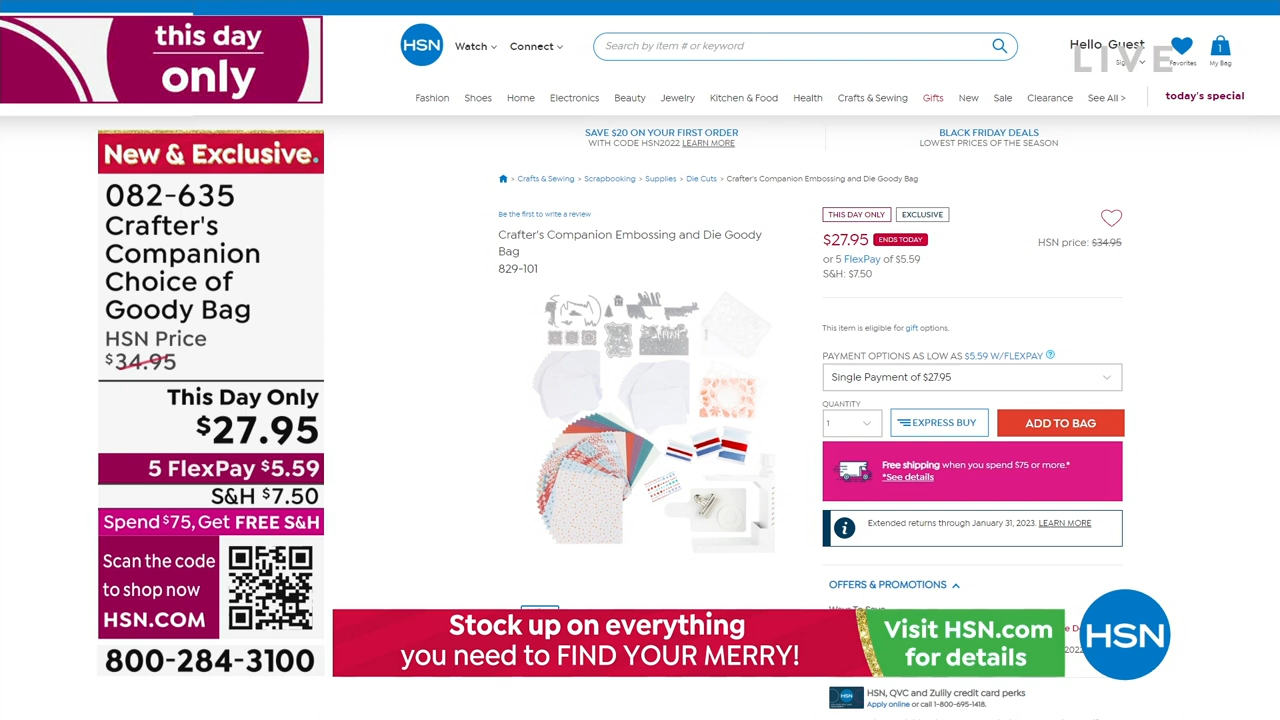 this day
only
New & Exclusive.
082-635
Crafter's
Companion
Choice of
Goody Bag
HSN Price
$34.95
This Day Only
$27.95
5 FlexPay $5.59
S&H $7.50
Spend $75, Get FREE S&H
Scan the code
to shop now
HSN.COM
800-284-3100
HSN
Watch
Connect
Search by item # or keyword
Hello, Guest
LIVE
Favorites
1
My Bag
Fashion Shoes Home Electronics Beauty Jewelry Kitchen & Food Health Crafts & Sewing Gifts New Sale Clearance See All >
today's special
SAVE $20 ON YOUR FIRST ORDER
WITH CODE HSN2022 LEARN MORE
BLACK FRIDAY DEALS
LOWEST PRICES OF THE SEASON
> Crafts & Sewing > Scrapbooking > Supplies > Die Cuts > Crafter's Companion Embossing and Die Goody Bag
Be the first to write a review
Crafter's Companion Embossing and Die Goody
Bag
829-101
THIS DAY ONLY
EXCLUSIVE
$27.95 ENDS TODAY
HSN price: $34.95
or 5 FlexPay of $5.59
S&H: $7.50
This item is eligible for gift options.
PAYMENT OPTIONS AS LOW AS $5.59 W/FLEXPAY ?
Single Payment of $27.95
QUANTITY
1
EXPRESS BUY
ADD TO BAG
Free shipping when you spend $75 or more.*
*See details
i
Extended returns through January 31, 2023. LEARN MORE
OFFERS & PROMOTIONS
Stock up on everything
you need to FIND YOUR MERRY!
Visit HSN.com
for details
HSN
HSN
HSN, QVC and Zulily credit card perks
Apply online or call 1-800-695-1418.